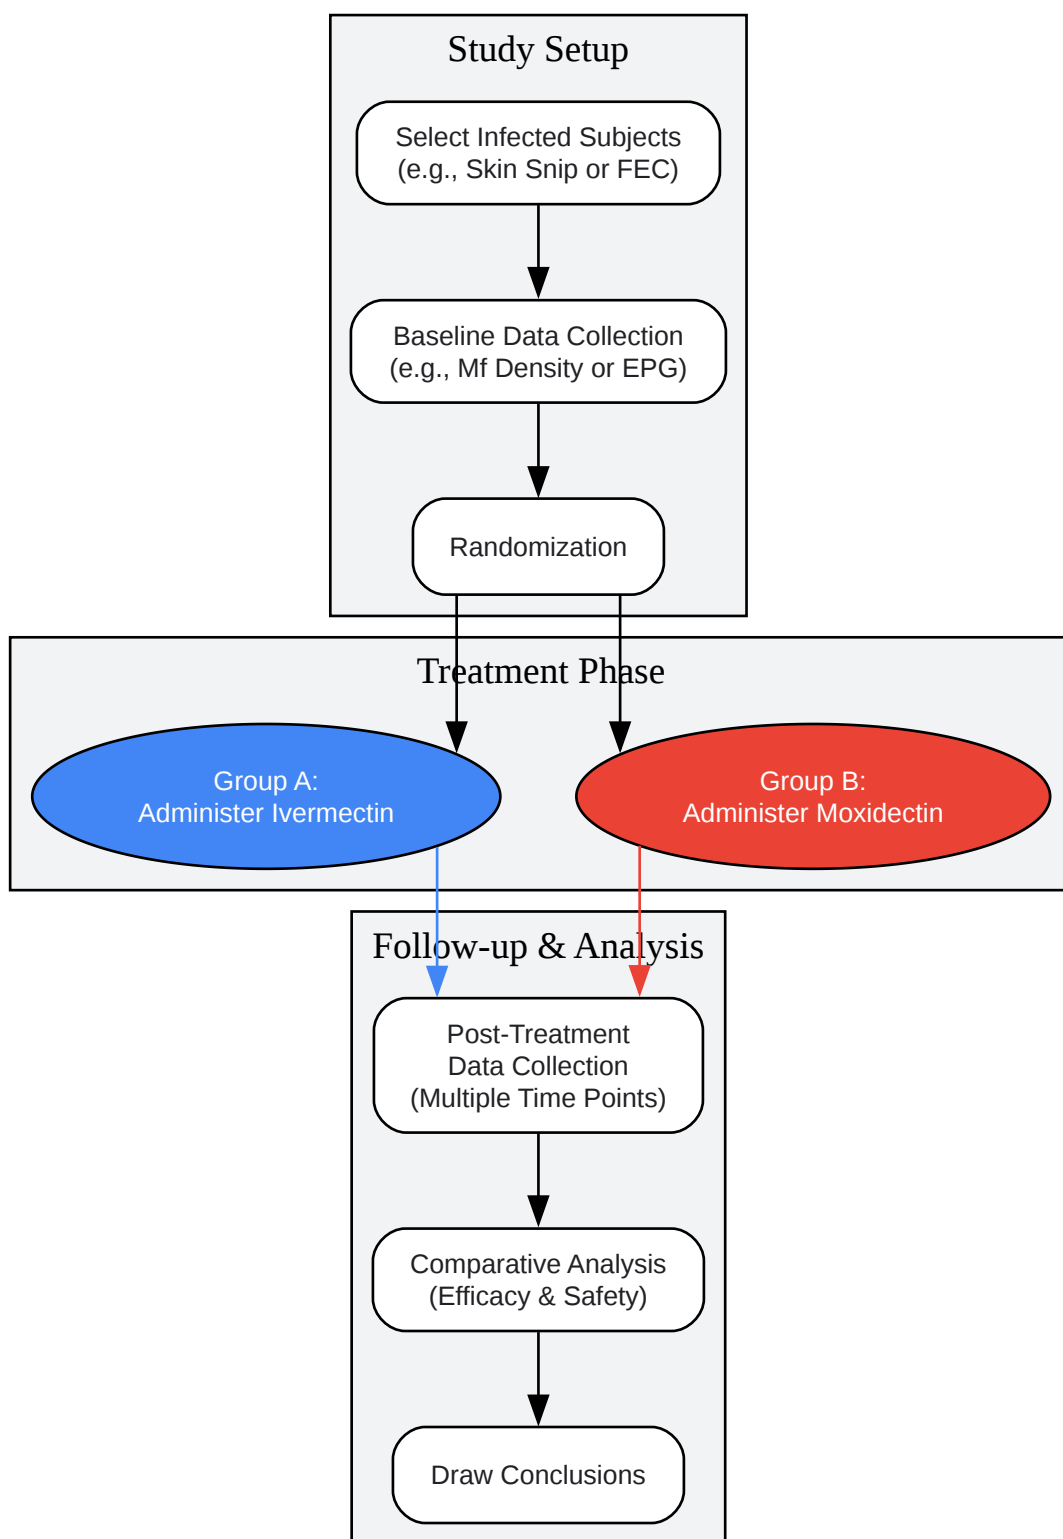 Study Setup
Select Infected Subjects
(e.g., Skin Snip or FEC)
Baseline Data Collection
(e.g., Mf Density or EPG)
Randomization
Treatment Phase
Group A:
Administer Ivermectin
Group B:
Administer Moxidectin
Follow-up & Analysis
Post-Treatment
Data Collection
(Multiple Time Points)
Comparative Analysis
(Efficacy & Safety)
Draw Conclusions